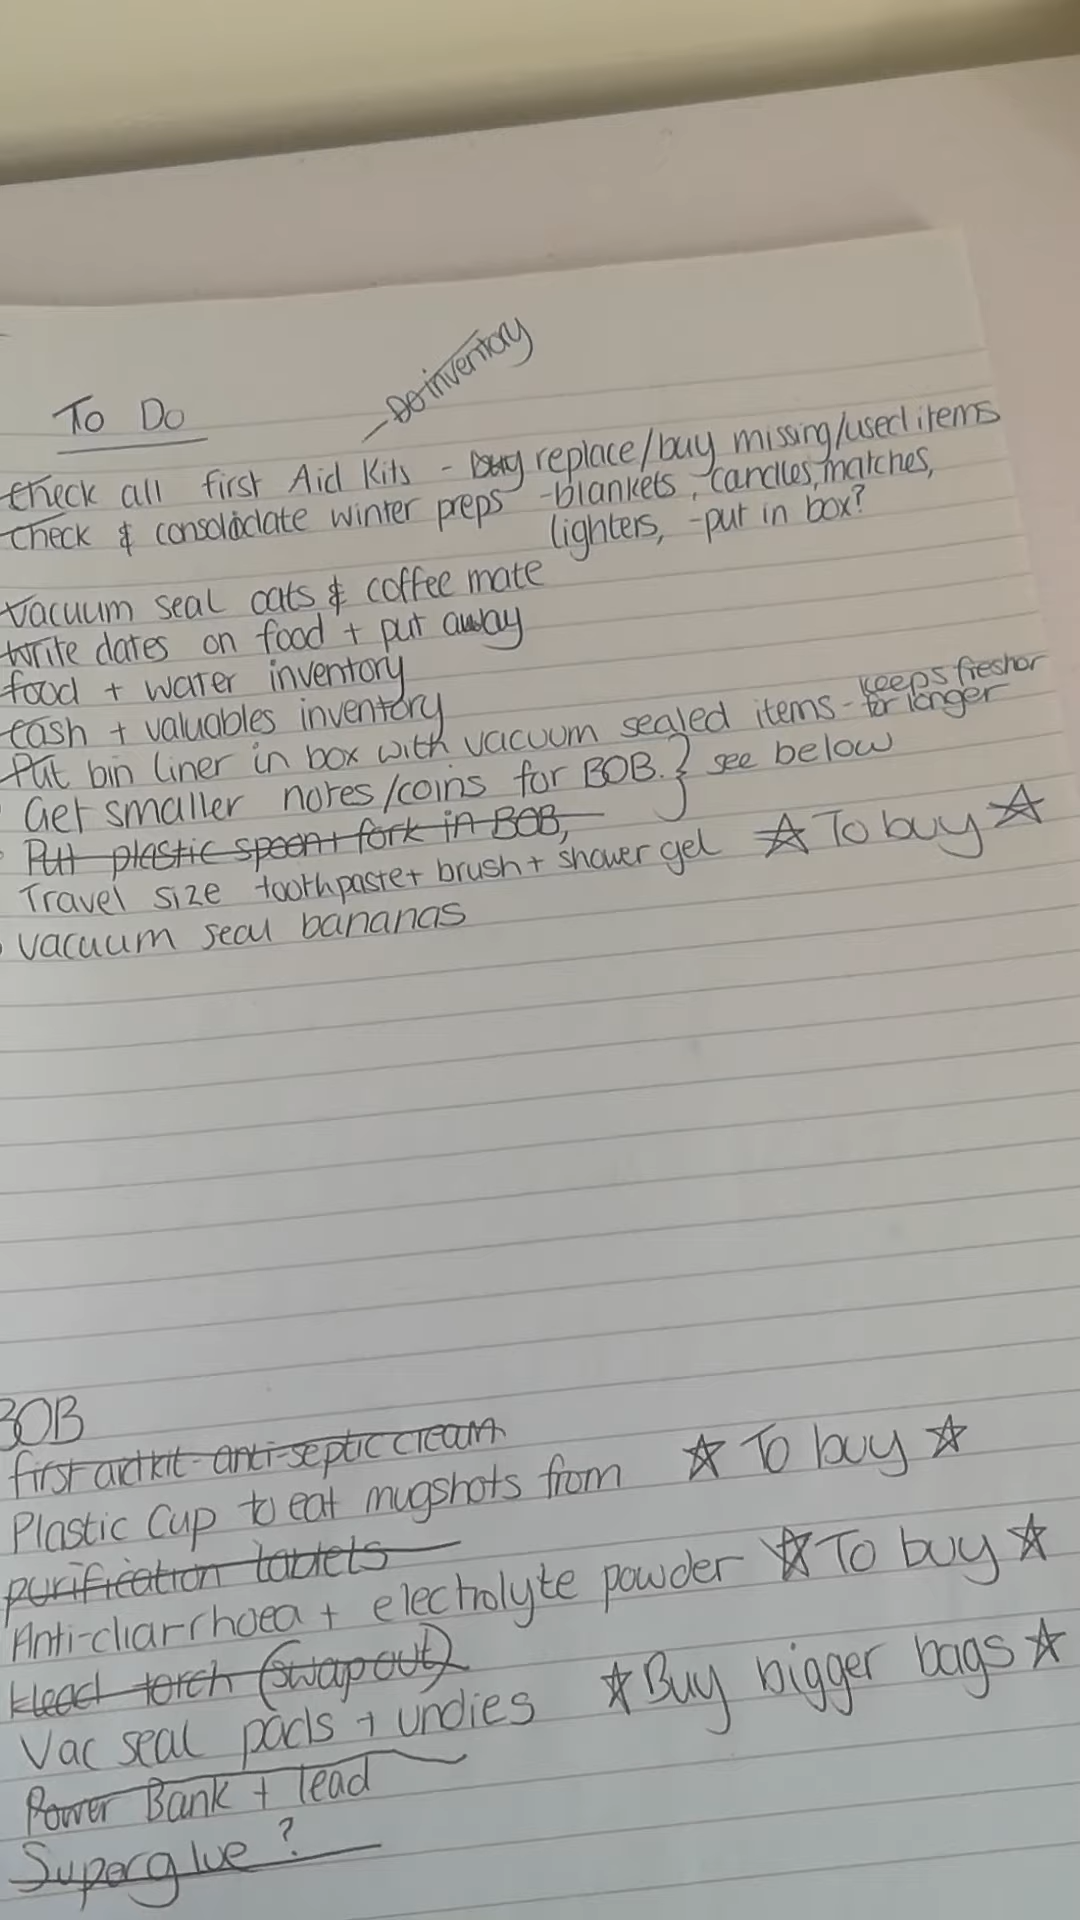 To Do
- Do inventory
check all first Aid Kits - buy replace/buy missing/used items
check & consoladate winter preps - blankets, candles, matches,
lighters, - put in box?
Vacuum seal oats & coffee mate
write dates on food + put away
food + water inventory
cash + valuables inventory
Put bin liner in box with vacuum sealed items - keeps fresher
for longer
Get smaller notes/coins for BOB. } see below
Put plastic spoon + fork in BOB,
Travel size toothpaste + brush + shower gel ☆ To buy ☆
vacuum seal bananas
BOB
first aid kit - anti-septic cream
Plastic Cup to eat mugshots from ☆ To buy ☆
purification tablets
Anti-diarrhoea + electrolyte powder ☆ To buy ☆
Head torch (swap out)
Vac seal pads + undies ☆ Buy bigger bags ☆
Power Bank + lead
Superglue?